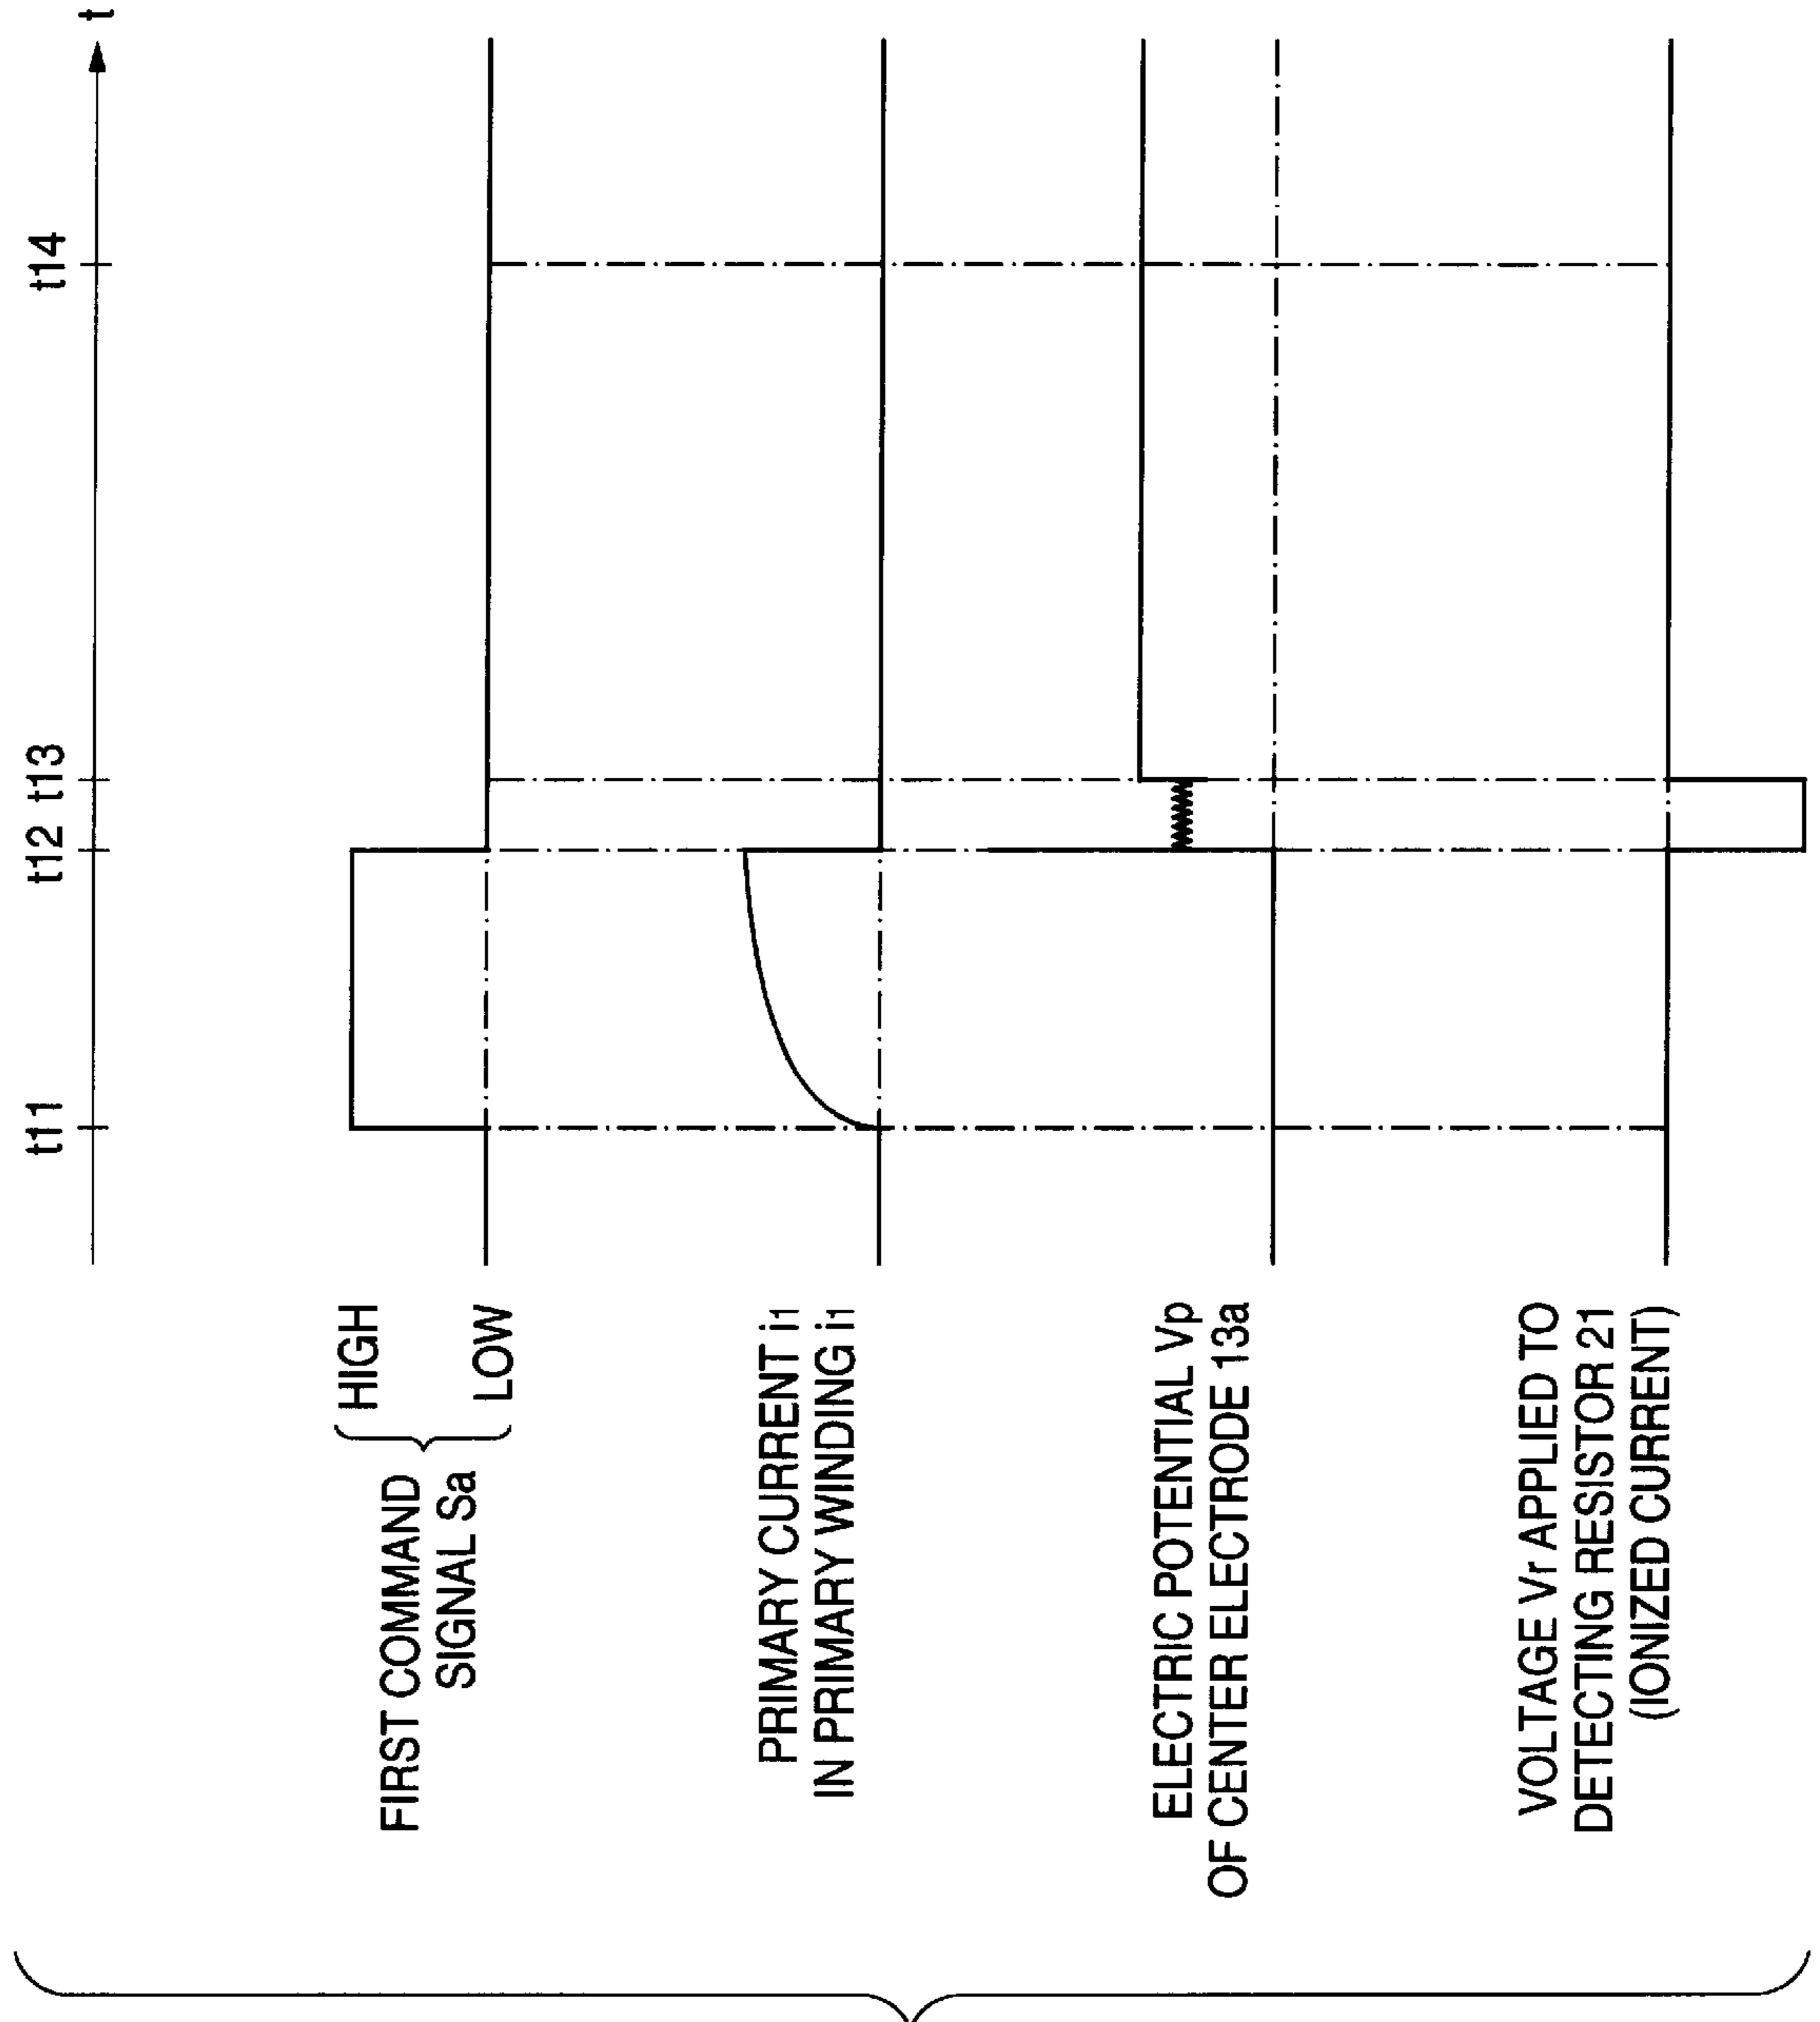 t11
t12
t13
t14
t
FIRST COMMAND
SIGNAL Sa
HIGH
LOW
PRIMARY CURRENT i1
IN PRIMARY WINDING i1
ELECTRIC POTENTIAL Vp
OF CENTER ELECTRODE 13a
VOLTAGE Vr APPLIED TO
DETECTING RESISTOR 21
(IONIZED CURRENT)